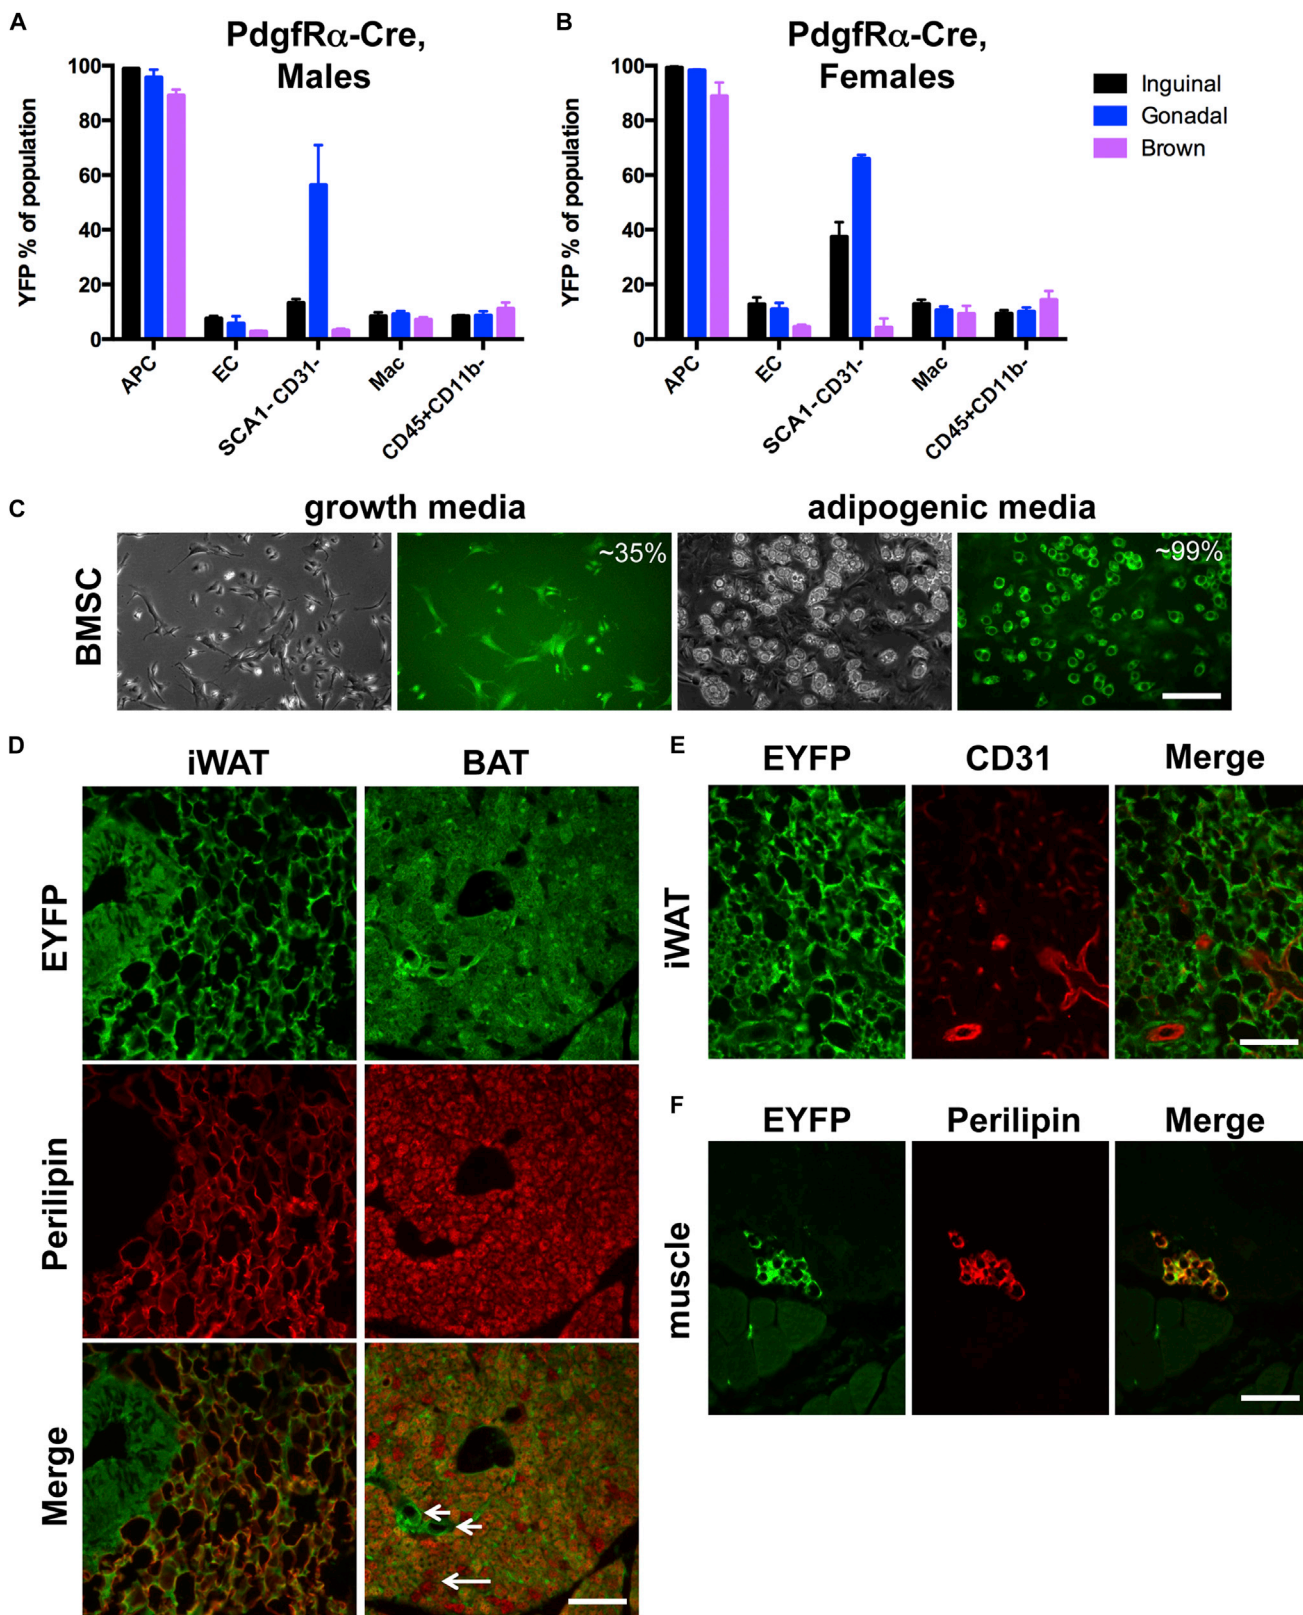 A
PdgfRα-Cre,
Males
YFP % of population
100
80
60
40
20
0
APC
EC
SCA1- CD31-
Mac
CD45+CD11b-
B
PdgfRα-Cre,
Females
YFP % of population
100
80
60
40
20
0
APC
EC
SCA1- CD31-
Mac
CD45+CD11b-
Inguinal
Gonadal
Brown
C
growth media
adipogenic media
BMSC
~35%
~99%
D
iWAT
BAT
EYFP
Perilipin
Merge
E
EYFP
CD31
Merge
iWAT
F
EYFP
Perilipin
Merge
muscle